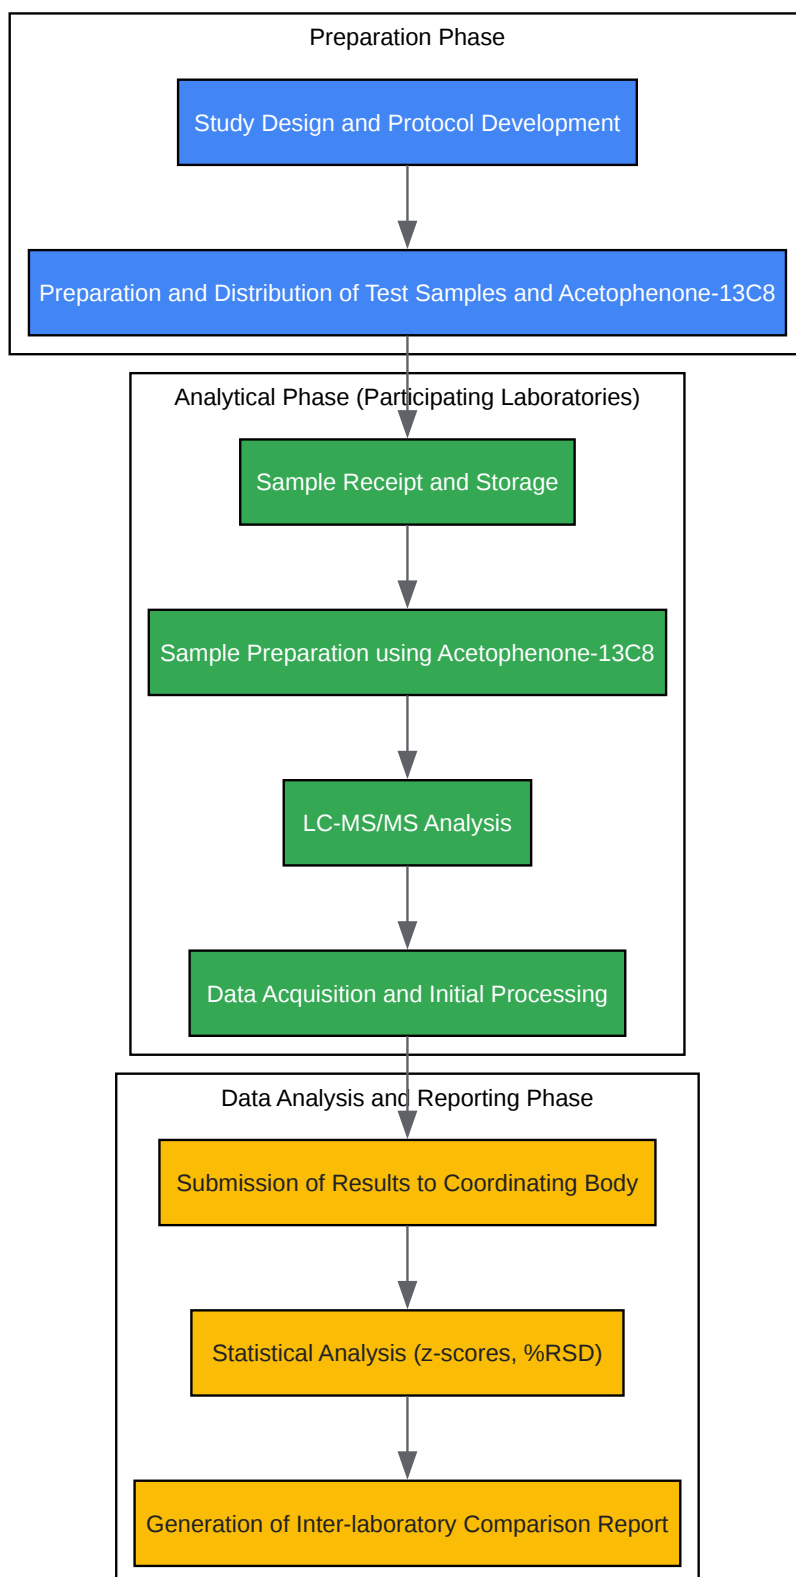 Preparation Phase
Study Design and Protocol Development
Preparation and Distribution of Test Samples and Acetophenone-13C8
Analytical Phase (Participating Laboratories)
Sample Receipt and Storage
Sample Preparation using Acetophenone-13C8
LC-MS/MS Analysis
Data Acquisition and Initial Processing
Data Analysis and Reporting Phase
Submission of Results to Coordinating Body
Statistical Analysis (z-scores, %RSD)
Generation of Inter-laboratory Comparison Report